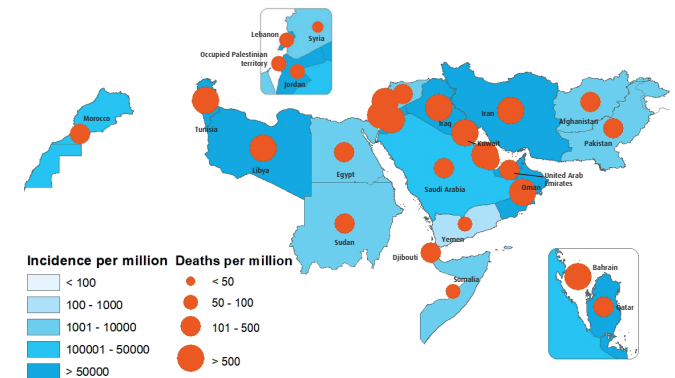 Lebanon
Syria
Occupied Palestinian
territory
Jordan
Morocco
Tunisia
Libya
Egypt
Iraq
Iran
Kuwait
Afghanistan
Pakistan
Saudi Arabia
United Arab
Emirates
Oman
Sudan
Yemen
Djibouti
Somalia
Bahrain
Qatar
Incidence per million
< 100
100 - 1000
1001 - 10000
100001 - 50000
> 50000
Deaths per million
< 50
50 - 100
101 - 500
> 500